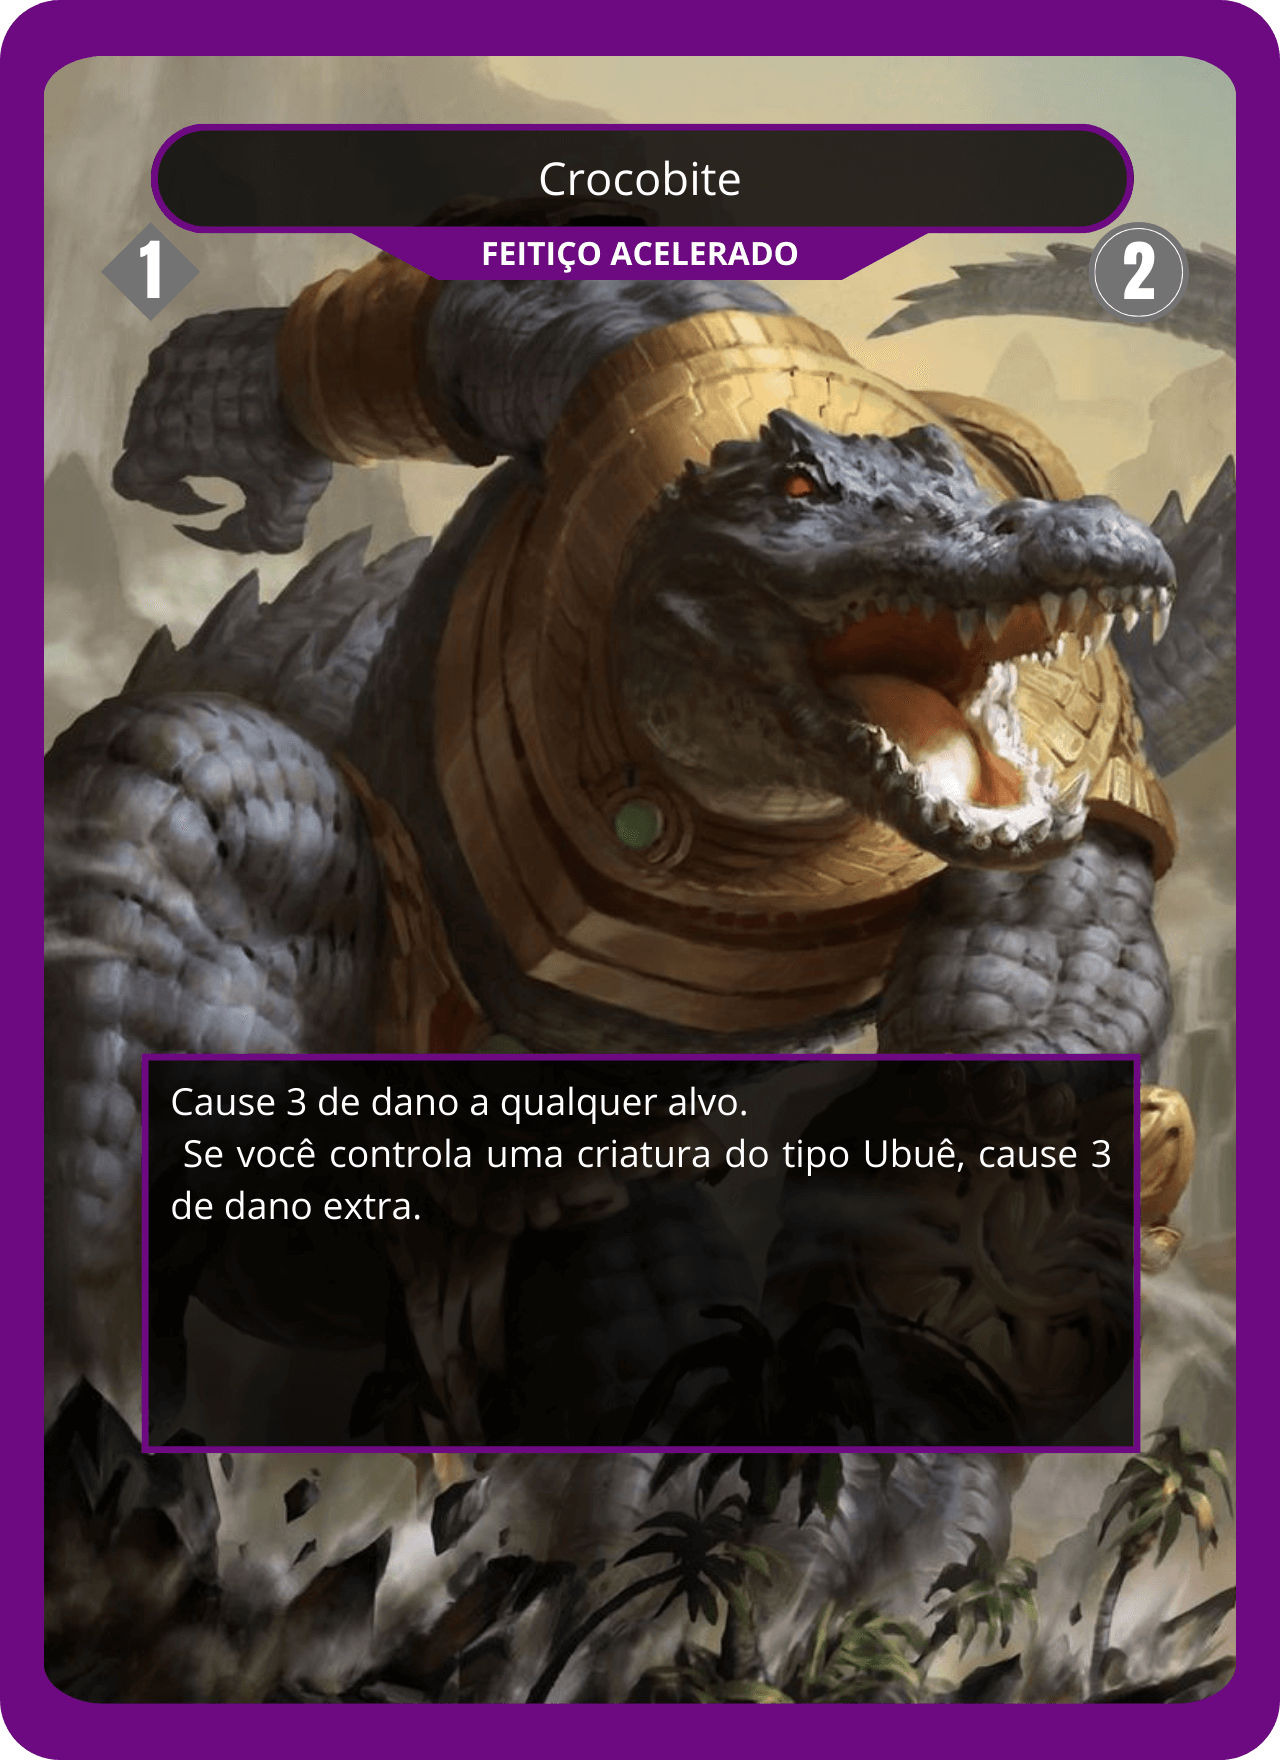 Crocobite
FEITIÇO ACELERADO
1
2
Cause 3 de dano a qualquer alvo.
Se você controla uma criatura do tipo Ubuê, cause 3
de dano extra.